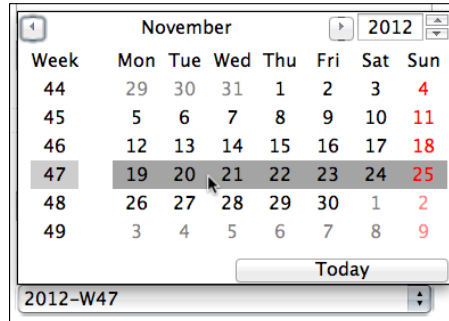 November 2012
Week Mon Tue Wed Thu Fri Sat Sun
44 29 30 31 1 2 3 4
45 5 6 7 8 9 10 11
46 12 13 14 15 16 17 18
47 19 20 21 22 23 24 25
48 26 27 28 29 30 1 2
49 3 4 5 6 7 8 9
Today
2012-W47